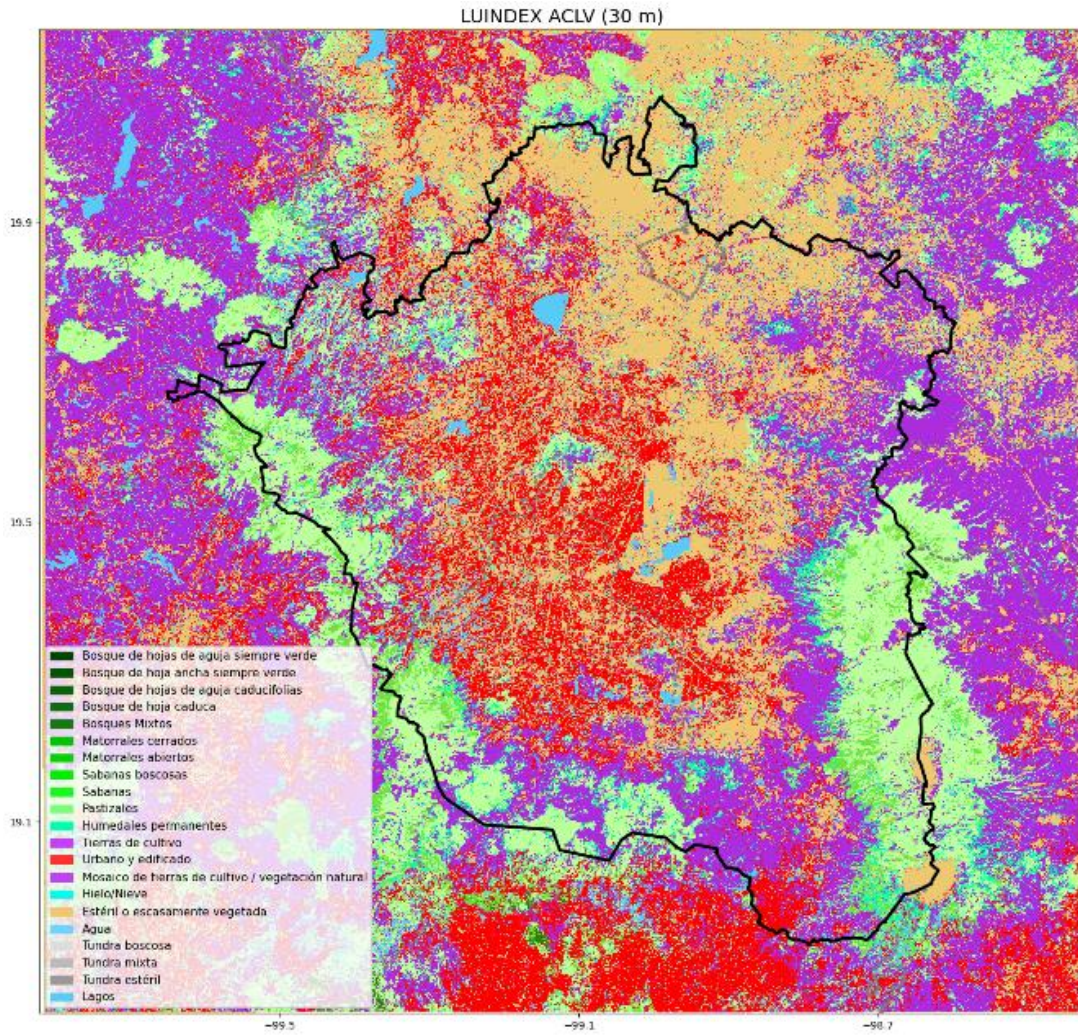 LUINDEX ACLV (30 m)
19.9
19.5
19.1
Bosque de hojas de aguja siempre verde
Bosque de hoja ancha siempre verde
Bosque de hojas de aguja caducifolias
Bosque de hoja caduca
Bosques Mixtos
Matorrales cerrados
Matorrales abiertos
Sabanas boscosas
Sabanas
Pastizales
Humedales permanentes
Tierras de cultivo
Urbano y edificado
Mosaico de tierras de cultivo / vegetación natural
Hielo/Nieve
Estéril o escasamente vegetada
Agua
Tundra boscosa
Tundra mixta
Tundra estéril
Lagos
−99.5 −99.1 −98.7